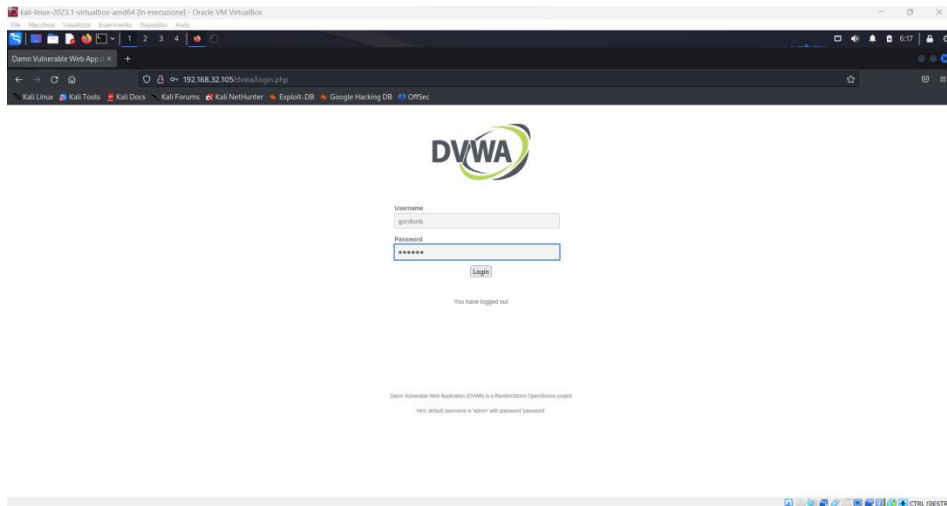 kali-linux-2023.1-virtualbox-amd64 [In esecuzione] - Oracle VM VirtualBox
File Macchina Visualizza Inserimento Dispositivi Aiuto
1 2 3 4 6:17
Damn Vulnerable Web App
192.168.32.105/dvwa/login.php
Kali Linux Kali Tools Kali Docs Kali Forums Kali NetHunter Exploit-DB Google Hacking DB OffSec
DVWA
Username
gordonb
Password
Login
You have logged out
Damn Vulnerable Web Application (DVWA) is a RandomStorm OpenSource project
Hint: default username is 'admin' with password 'password'
CTRL (DESTR